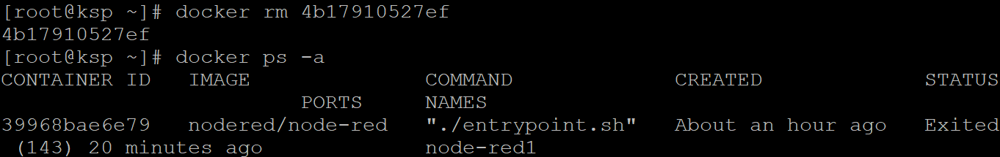 [root@ksp ~]# docker rm 4b17910527ef
4b17910527ef
[root@ksp ~]# docker ps -a
CONTAINER ID   IMAGE              COMMAND             CREATED             STATUS
                        PORTS     NAMES
39968bae6e79   nodered/node-red   "./entrypoint.sh"   About an hour ago   Exited
 (143) 20 minutes ago             node-red1